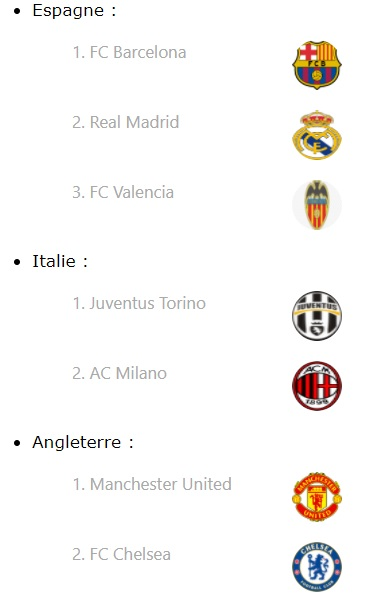 Espagne :
1. FC Barcelona
FCB
2. Real Madrid
3. FC Valencia
Italie :
1. Juventus Torino
JUVENTUS
2. AC Milano
ACM
1899
Angleterre :
1. Manchester United
MANCHESTER
UNITED
2. FC Chelsea
CHELSEA
FOOTBALL CLUB